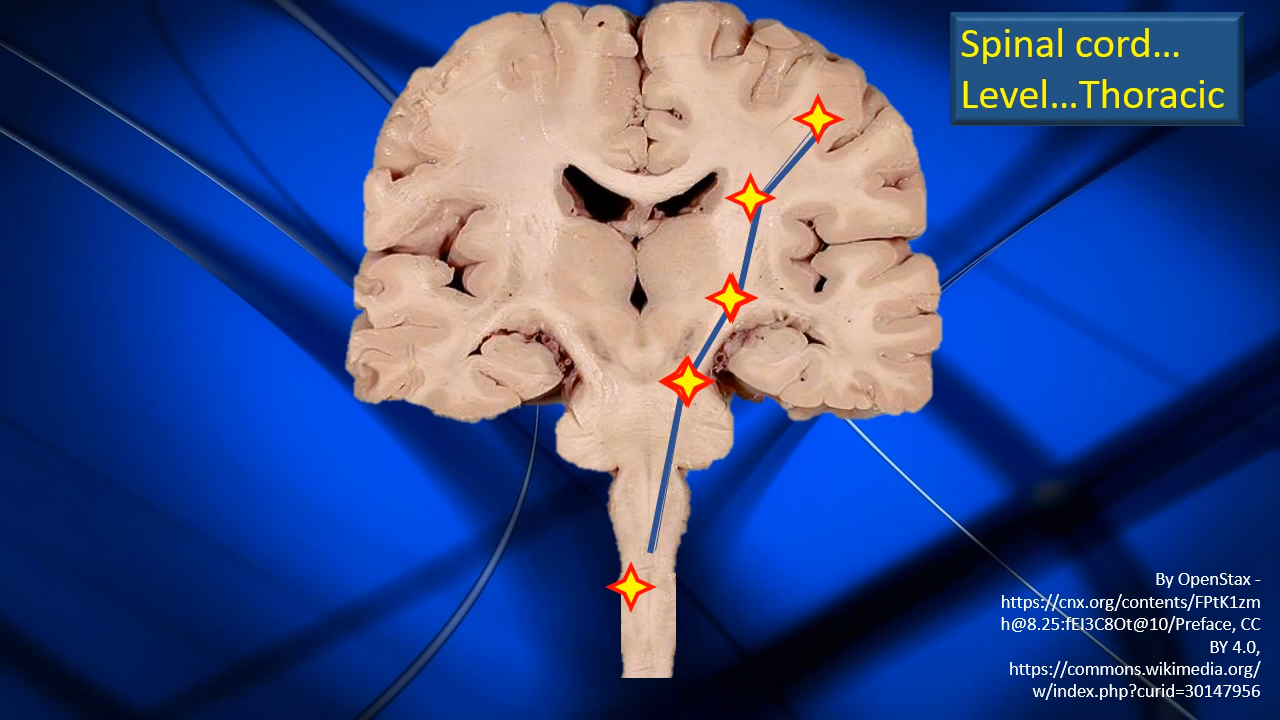 Spinal cord…
Level…Thoracic
By OpenStax -
https://cnx.org/contents/FPtK1zm
h@8.25:fEI3C8Ot@10/Preface, CC
BY 4.0,
https://commons.wikimedia.org/
w/index.php?curid=30147956